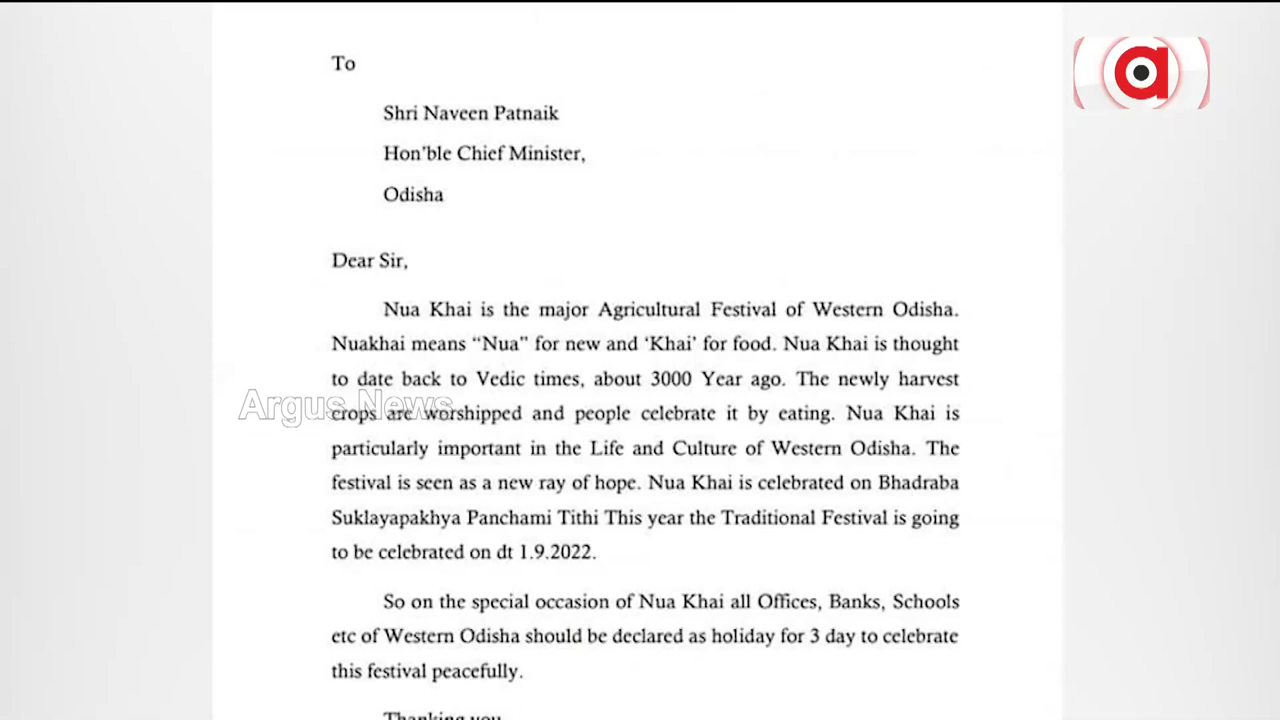 To
Shri Naveen Patnaik
Hon'ble Chief Minister,
Odisha
Dear Sir,
Nua Khai is the major Agricultural Festival of Western Odisha.
Nuakhai means “Nua” for new and ‘Khai’ for food. Nua Khai is thought
to date back to Vedic times, about 3000 Year ago. The newly harvest
crops are worshipped and people celebrate it by eating. Nua Khai is
particularly important in the Life and Culture of Western Odisha. The
festival is seen as a new ray of hope. Nua Khai is celebrated on Bhadraba
Suklayapakhya Panchami Tithi This year the Traditional Festival is going
to be celebrated on dt 1.9.2022.
So on the special occasion of Nua Khai all Offices, Banks, Schools
etc of Western Odisha should be declared as holiday for 3 day to celebrate
this festival peacefully.
Thanking you
Argus News
a